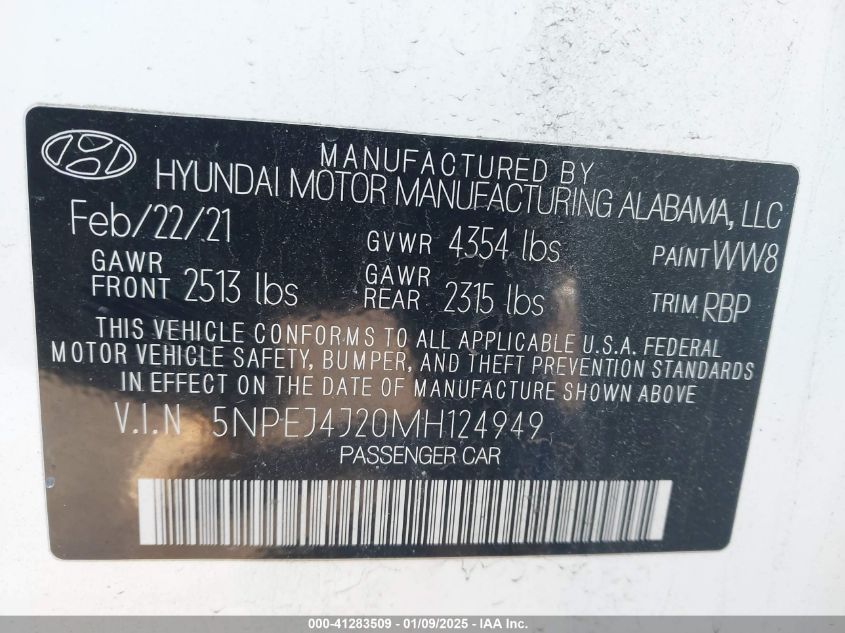 MANUFACTURED BY
HYUNDAI MOTOR MANUFACTURING ALABAMA, LLC
Feb/22/21 GVWR 4354 lbs PAINT WW8
GAWR FRONT 2513 lbs GAWR REAR 2315 lbs TRIM RBP
THIS VEHICLE CONFORMS TO ALL APPLICABLE U.S.A. FEDERAL
MOTOR VEHICLE SAFETY, BUMPER, AND THEFT PREVENTION STANDARDS
IN EFFECT ON THE DATE OF MANUFACTURE SHOWN ABOVE
V.I.N 5NPEJ4J20MH124949
PASSENGER CAR
000-41283509 - 01/09/2025 - IAA Holdings, LLC.